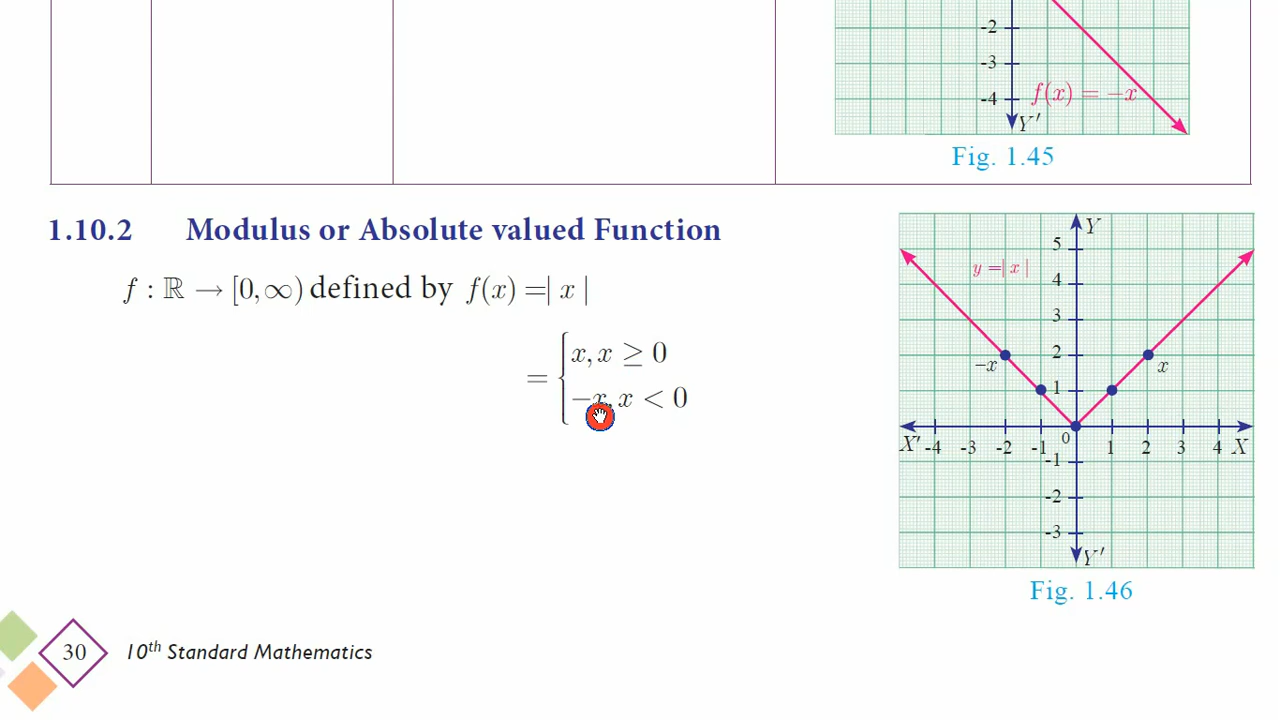 -2
-3
-4
f(x) = −x
Y′
Fig. 1.45
1.10.2 Modulus or Absolute valued Function
f : ℝ → [0, ∞) defined by f(x) =| x |
= { x, x ≥ 0
−x, x < 0
Y
5
y =| x |
4
3
2
−x
x
1
0
X′ -4 -3 -2 -1 1 2 3 4 X
-1
-2
-3
Y′
Fig. 1.46
30 10th Standard Mathematics